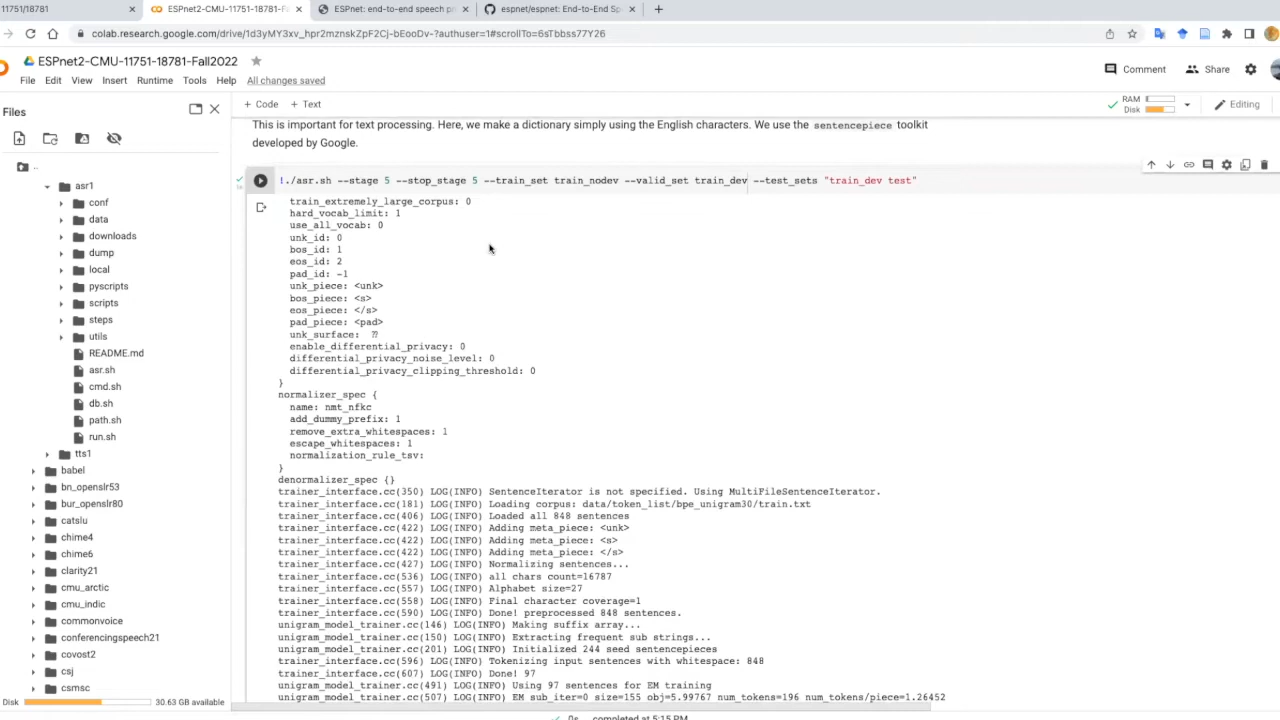 11751/18781
ESPnet2-CMU-11751-18781-Fa
ESPnet: end-to-end speech pr
espnet/espnet: End-to-End Sp
colab.research.google.com/drive/1d3yMY3xv_hpr2mznskZpF2Cj-bEooDv-?authuser=1#scrollTo=6sTbbss77Y26
ESPnet2-CMU-11751-18781-Fall2022
File Edit View Insert Runtime Tools Help All changes saved
Comment Share
Files
+ Code + Text
RAM
Disk
Editing
This is important for text processing. Here, we make a dictionary simply using the English characters. We use the sentencepiece toolkit
developed by Google.
!./asr.sh --stage 5 --stop_stage 5 --train_set train_nodev --valid_set train_dev --test_sets "train_dev test"
..
asr1
conf
data
downloads
dump
local
pyscripts
scripts
steps
utils
README.md
asr.sh
cmd.sh
db.sh
path.sh
run.sh
tts1
babel
bn_openslr53
bur_openslr80
catslu
chime4
chime6
clarity21
cmu_arctic
cmu_indic
commonvoice
conferencingspeech21
covost2
csj
csmsc
Disk 30.63 GB available
train_extremely_large_corpus: 0
hard_vocab_limit: 1
use_all_vocab: 0
unk_id: 0
bos_id: 1
eos_id: 2
pad_id: -1
unk_piece: <unk>
bos_piece: <s>
eos_piece: </s>
pad_piece: <pad>
unk_surface: ⁇
enable_differential_privacy: 0
differential_privacy_noise_level: 0
differential_privacy_clipping_threshold: 0
}
normalizer_spec {
name: nmt_nfkc
add_dummy_prefix: 1
remove_extra_whitespaces: 1
escape_whitespaces: 1
normalization_rule_tsv:
}
denormalizer_spec {}
trainer_interface.cc(350) LOG(INFO) SentenceIterator is not specified. Using MultiFileSentenceIterator.
trainer_interface.cc(181) LOG(INFO) Loading corpus: data/token_list/bpe_unigram30/train.txt
trainer_interface.cc(406) LOG(INFO) Loaded all 848 sentences
trainer_interface.cc(422) LOG(INFO) Adding meta_piece: <unk>
trainer_interface.cc(422) LOG(INFO) Adding meta_piece: <s>
trainer_interface.cc(422) LOG(INFO) Adding meta_piece: </s>
trainer_interface.cc(427) LOG(INFO) Normalizing sentences...
trainer_interface.cc(536) LOG(INFO) all chars count=16787
trainer_interface.cc(557) LOG(INFO) Alphabet size=27
trainer_interface.cc(558) LOG(INFO) Final character coverage=1
trainer_interface.cc(590) LOG(INFO) Done! preprocessed 848 sentences.
unigram_model_trainer.cc(146) LOG(INFO) Making suffix array...
unigram_model_trainer.cc(150) LOG(INFO) Extracting frequent sub strings...
unigram_model_trainer.cc(201) LOG(INFO) Initialized 244 seed sentencepieces
trainer_interface.cc(596) LOG(INFO) Tokenizing input sentences with whitespace: 848
trainer_interface.cc(607) LOG(INFO) Done! 97
unigram_model_trainer.cc(491) LOG(INFO) Using 97 sentences for EM training
unigram_model_trainer.cc(507) LOG(INFO) EM sub_iter=0 size=155 obj=5.99767 num_tokens=196 num_tokens/piece=1.26452
0s completed at 5:15 PM